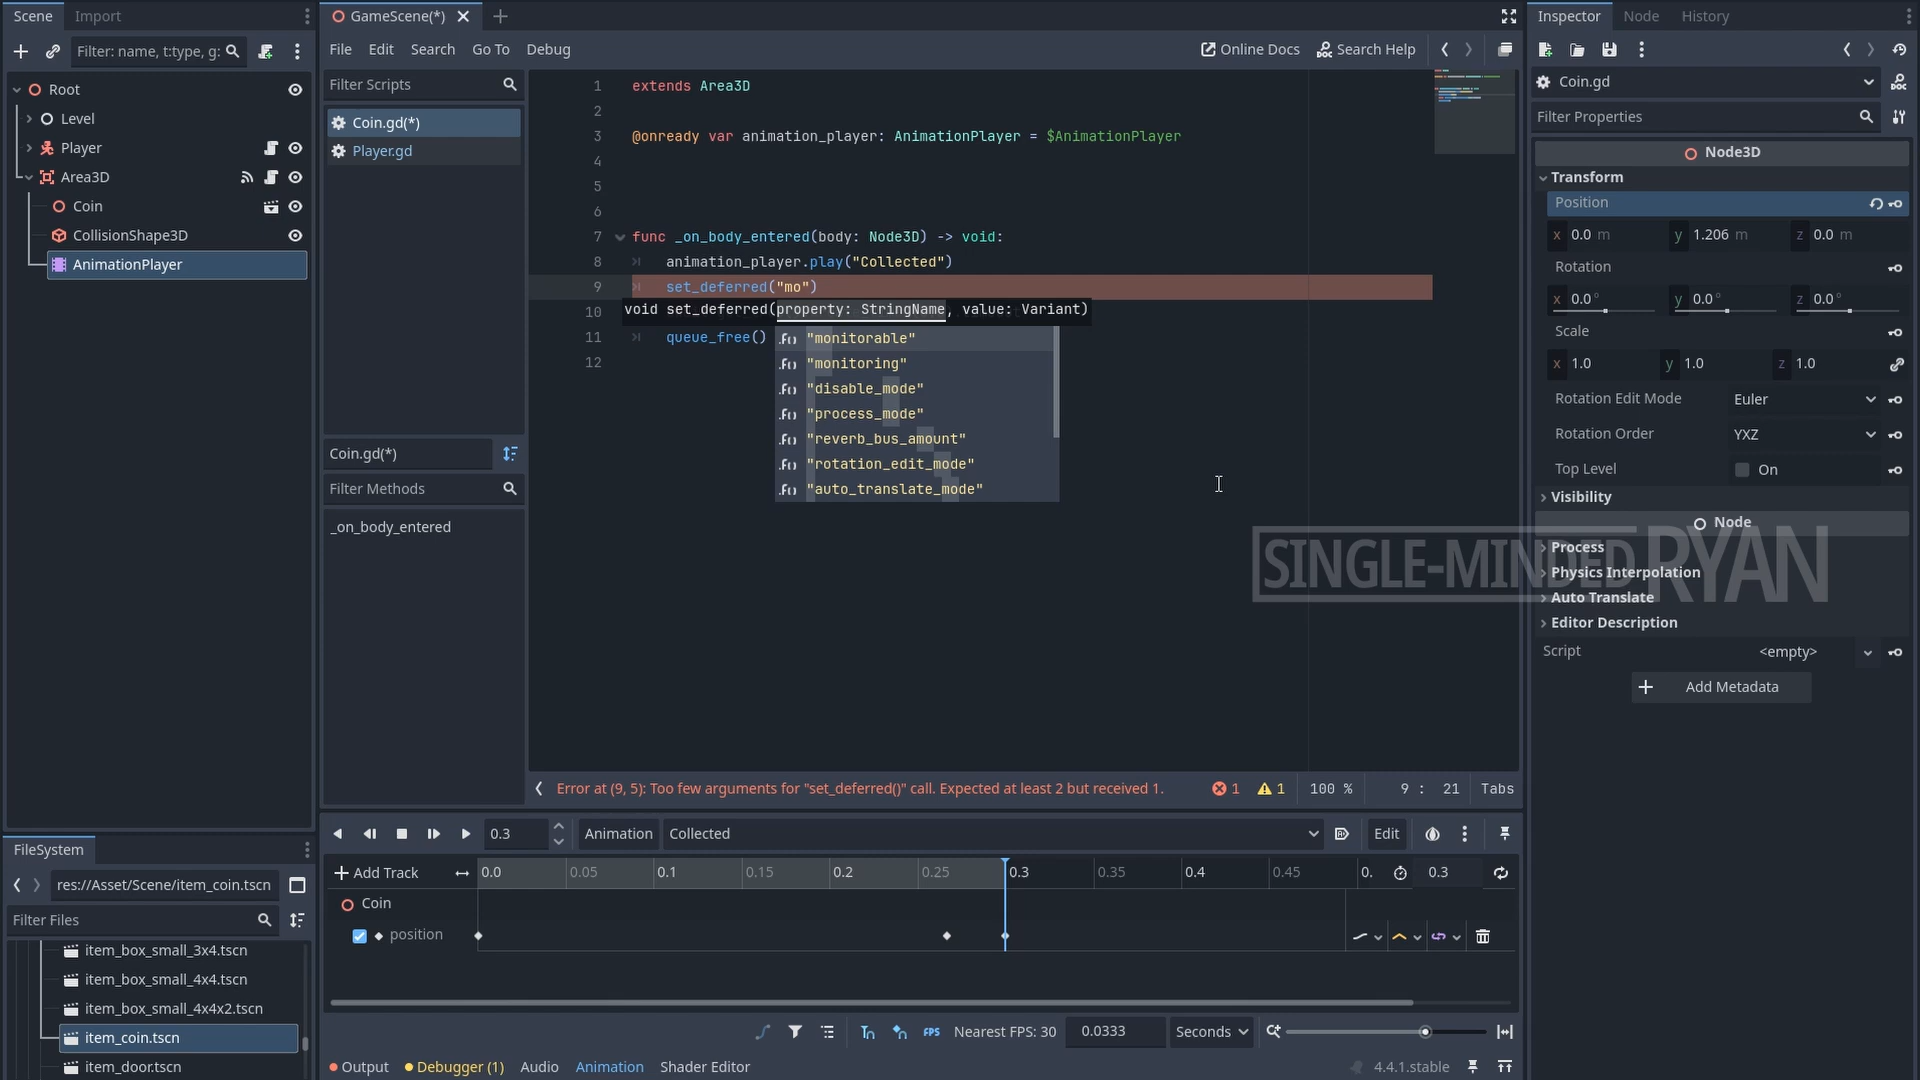 Scene Import
Filter: name, t:type, g:
Root
Level
Player
Area3D
Coin
CollisionShape3D
AnimationPlayer
FileSystem
res://Asset/Scene/item_coin.tscn
Filter Files
item_box_small_3x4.tscn
item_box_small_4x4.tscn
item_box_small_4x4x2.tscn
item_coin.tscn
item_door.tscn
GameScene(*)
File Edit Search Go To Debug Online Docs Search Help
Filter Scripts
Coin.gd(*)
Player.gd
Coin.gd(*)
Filter Methods
_on_body_entered
1 extends Area3D
2
3 @onready var animation_player: AnimationPlayer = $AnimationPlayer
4
5
6
7 func _on_body_entered(body: Node3D) -> void:
8 animation_player.play("Collected")
9 set_deferred("mo")
10 void set_deferred(property: StringName, value: Variant)
11 queue_free()
12
"monitorable"
"monitoring"
"disable_mode"
"process_mode"
"reverb_bus_amount"
"rotation_edit_mode"
"auto_translate_mode"
Error at (9, 5): Too few arguments for "set_deferred()" call. Expected at least 2 but received 1. 1 1 100 % 9 : 21 Tabs
0.3 Animation Collected Edit
Add Track 0.0 0.05 0.1 0.15 0.2 0.25 0.3 0.35 0.4 0.45 0. 0.3
Coin
position
Nearest FPS: 30 0.0333 Seconds
Output Debugger (1) Audio Animation Shader Editor 4.4.1.stable
Inspector Node History
Coin.gd
Filter Properties
Node3D
Transform
Position
x 0.0 m y 1.206 m z 0.0 m
Rotation
x 0.0 ° y 0.0 ° z 0.0 °
Scale
x 1.0 y 1.0 z 1.0
Rotation Edit Mode Euler
Rotation Order YXZ
Top Level On
Visibility
Node
Process
Physics Interpolation
Auto Translate
Editor Description
Script <empty>
Add Metadata
SINGLE-MINDED RYAN